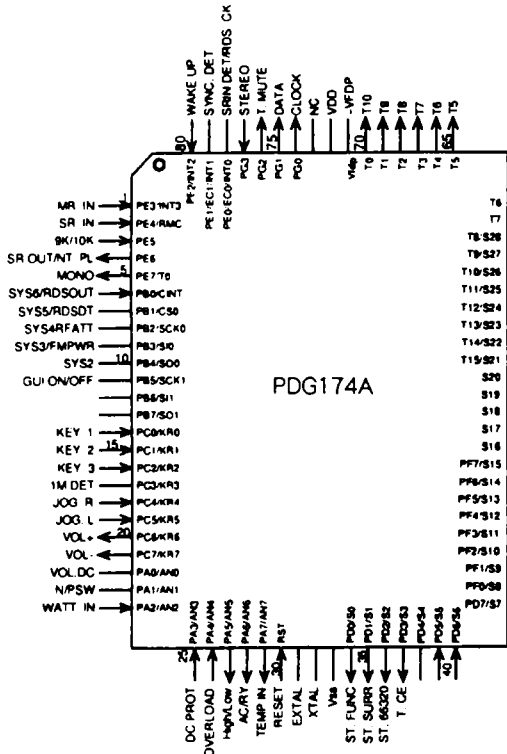 WAKE UP
SYNC. DET
SRIN DET/RDS CK
STEREO
T. MUTE
DATA
CLOCK
NC
VDD
-VFDP
T10
T9
T8
T7
T6
T5
80
75
70
65
PE2/INT2
PE1/EC1/INT1
PE0/EC0/INT0
PG3
PG2
PG1
PG0
Vfdp
T0
T1
T2
T3
T4
T5
MR IN PE3/INT3
SR IN PE4/RMC
9K/10K PE5
SR OUT/NT PL PE6
MONO 5 PE7/T0
SYS6/RDSOUT PB0/CINT
SYS5/RDSDT PB1/CS0
SYS4RFATT PB2/SCK0
SYS3/FMPWR PB3/SI0
SYS2 10 PB4/SO0
GUI ON/OFF PB5/SCK1
PB6/SI1
PB7/SO1
KEY 1 PC0/KR0
KEY 2 15 PC1/KR1
KEY 3 PC2/KR2
1M DET PC3/KR3
JOG R PC4/KR4
JOG. L PC5/KR5
VOL+ 20 PC6/KR6
VOL- PC7/KR7
VOL.DC PA0/AN0
N/PSW PA1/AN1
WATT IN PA2/AN2
PDG174A
T6
T7
T8/S28
T9/S27
T10/S26
T11/S25
T12/S24
T13/S23
T14/S22
T15/S21
S20
S19
S18
S17
S16
PF7/S15
PF6/S14
PF5/S13
PF4/S12
PF3/S11
PF2/S10
PF1/S9
PF0/S8
PD7/S7
PA3/AN3
PA4/AN4
PA5/AN5
PA6/AN6
PA7/AN7
RST
PD0/S0
PD1/S1
PD2/S2
PD3/S3
PD4/S4
PD5/S5
PD6/S6
25
30
35
40
DC PROT
OVERLOAD
High/Low
AC/RY
TEMP IN
RESET
EXTAL
XTAL
Vss
ST. FUNC
ST. SURR
ST. 66320
T. CE